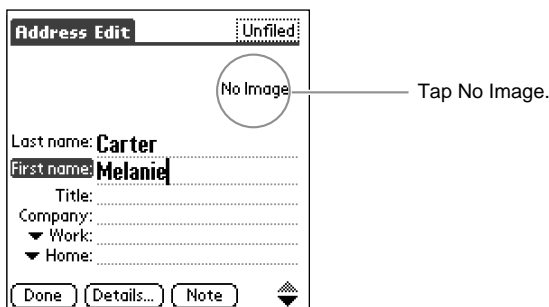 Address Edit Unfiled
No Image Tap No Image.
Last name: Carter
First name: Melanie
Title:
Company:
Work:
Home:
Done Details... Note